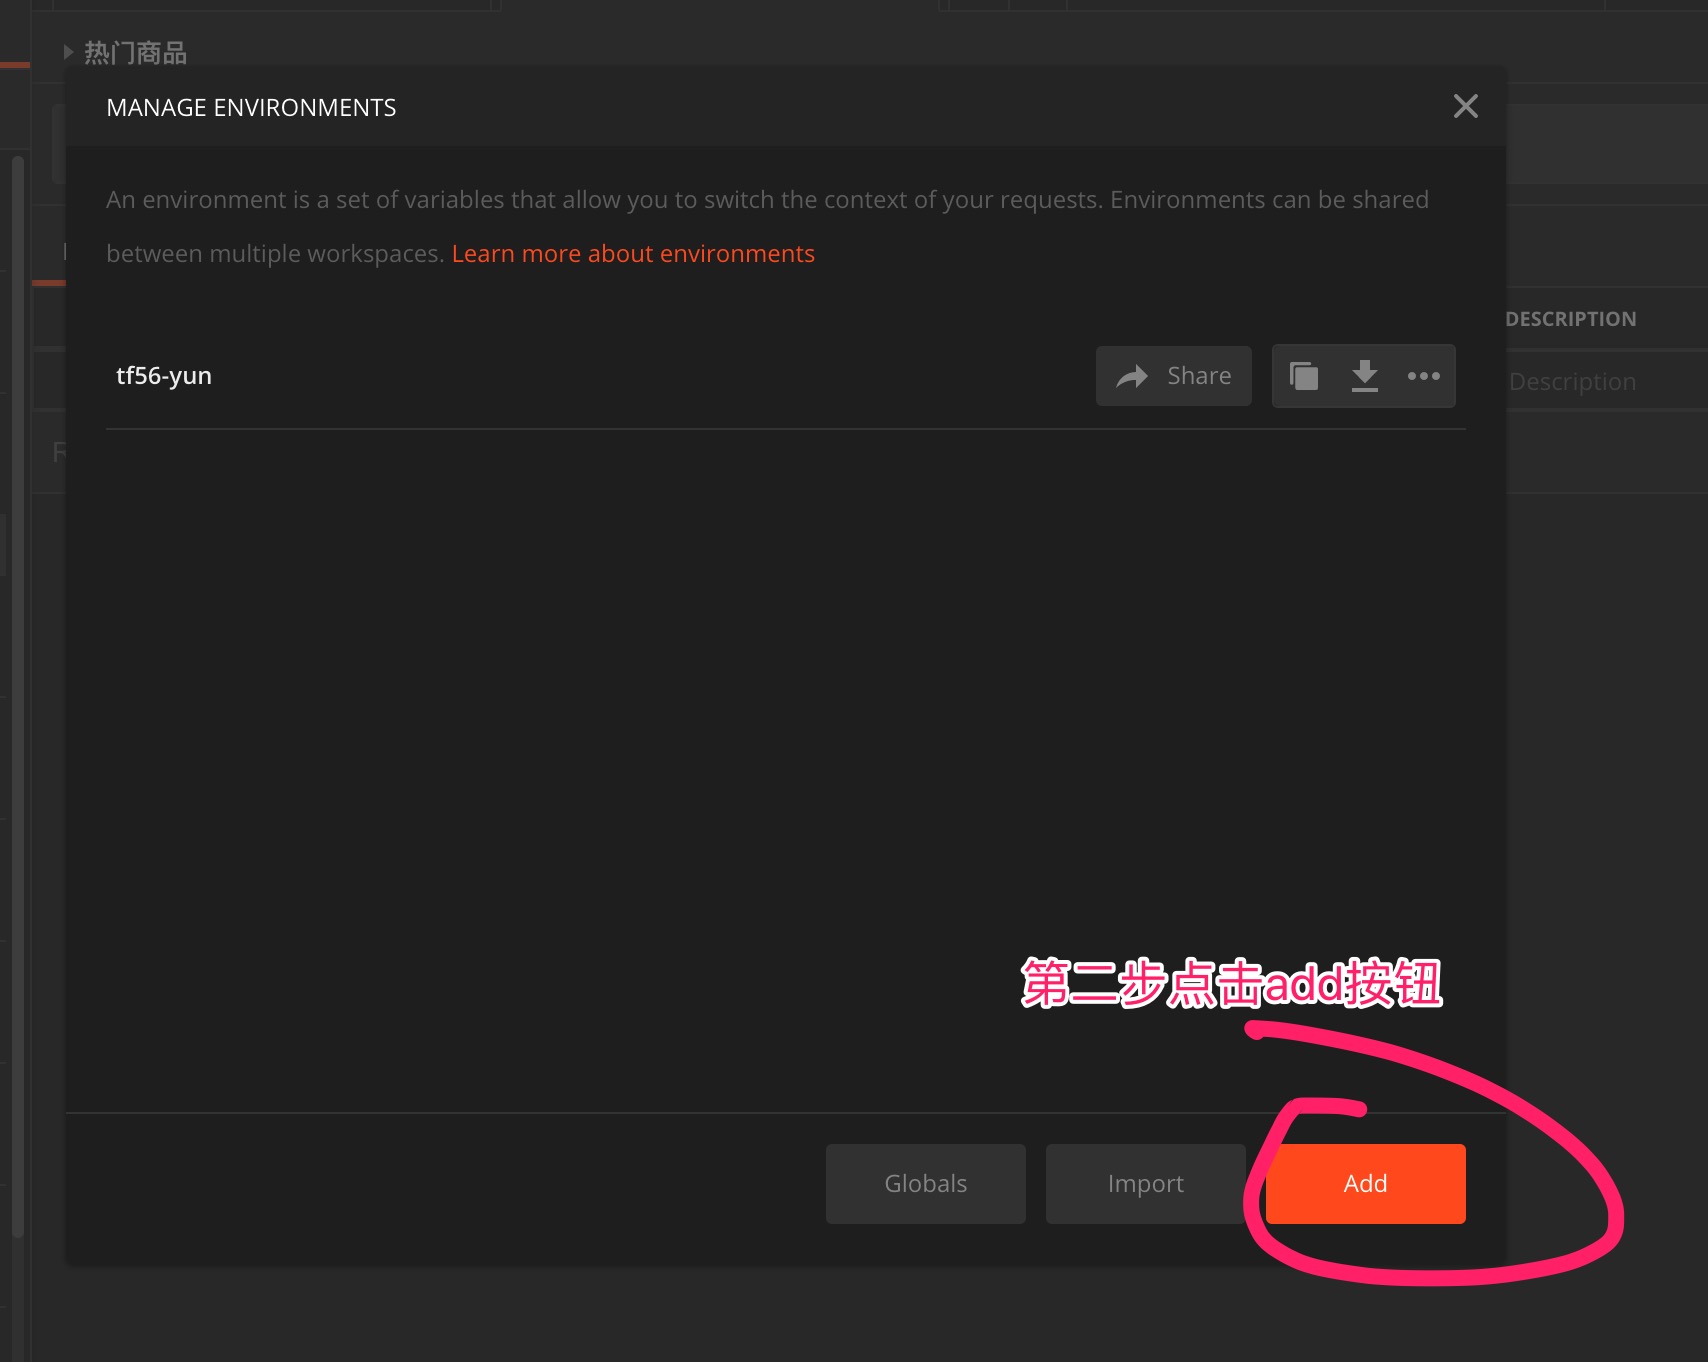 热门商品
MANAGE ENVIRONMENTS
An environment is a set of variables that allow you to switch the context of your requests. Environments can be shared
between multiple workspaces. Learn more about environments
DESCRIPTION
tf56-yun
Share
Description
第二步点击add按钮
Globals
Import
Add